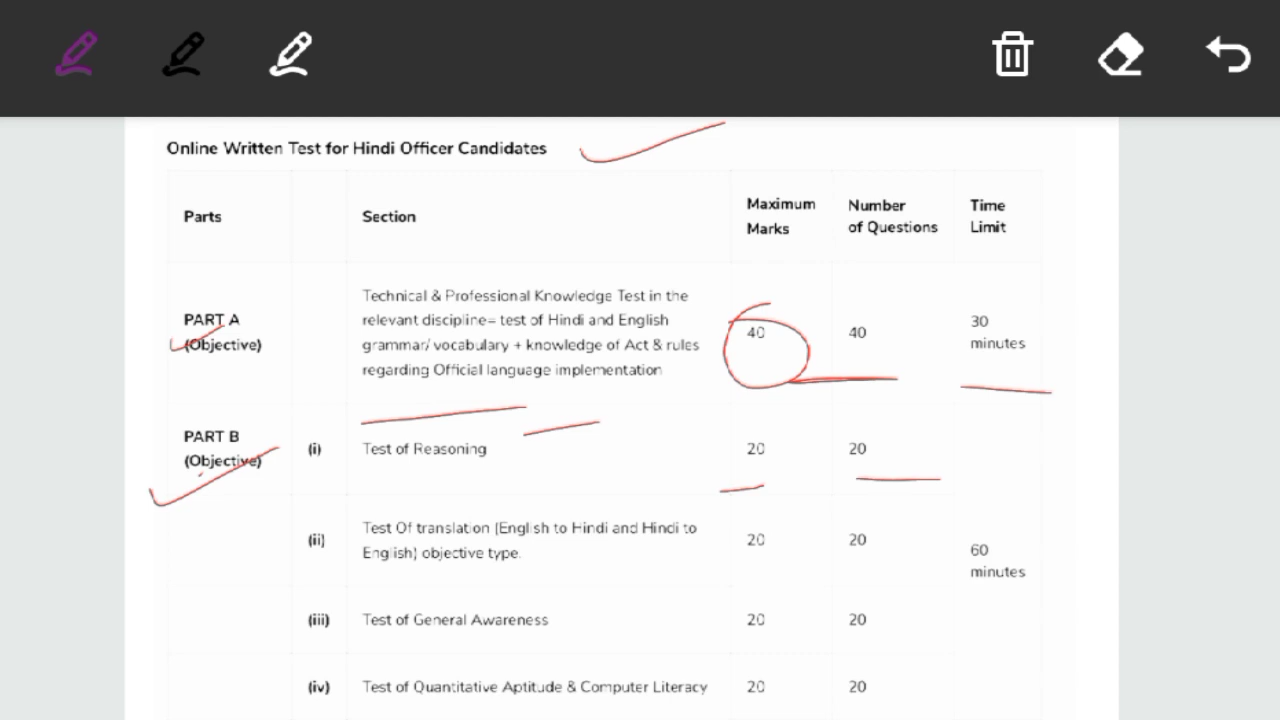 Online Written Test for Hindi Officer Candidates
Parts Section Maximum Marks Number of Questions Time Limit
PART A (Objective) Technical & Professional Knowledge Test in the relevant discipline= test of Hindi and English grammar/ vocabulary + knowledge of Act & rules regarding Official language implementation 40 40 30 minutes
PART B (Objective) (i) Test of Reasoning 20 20
(ii) Test Of translation (English to Hindi and Hindi to English) objective type. 20 20 60 minutes
(iii) Test of General Awareness 20 20
(iv) Test of Quantitative Aptitude & Computer Literacy 20 20